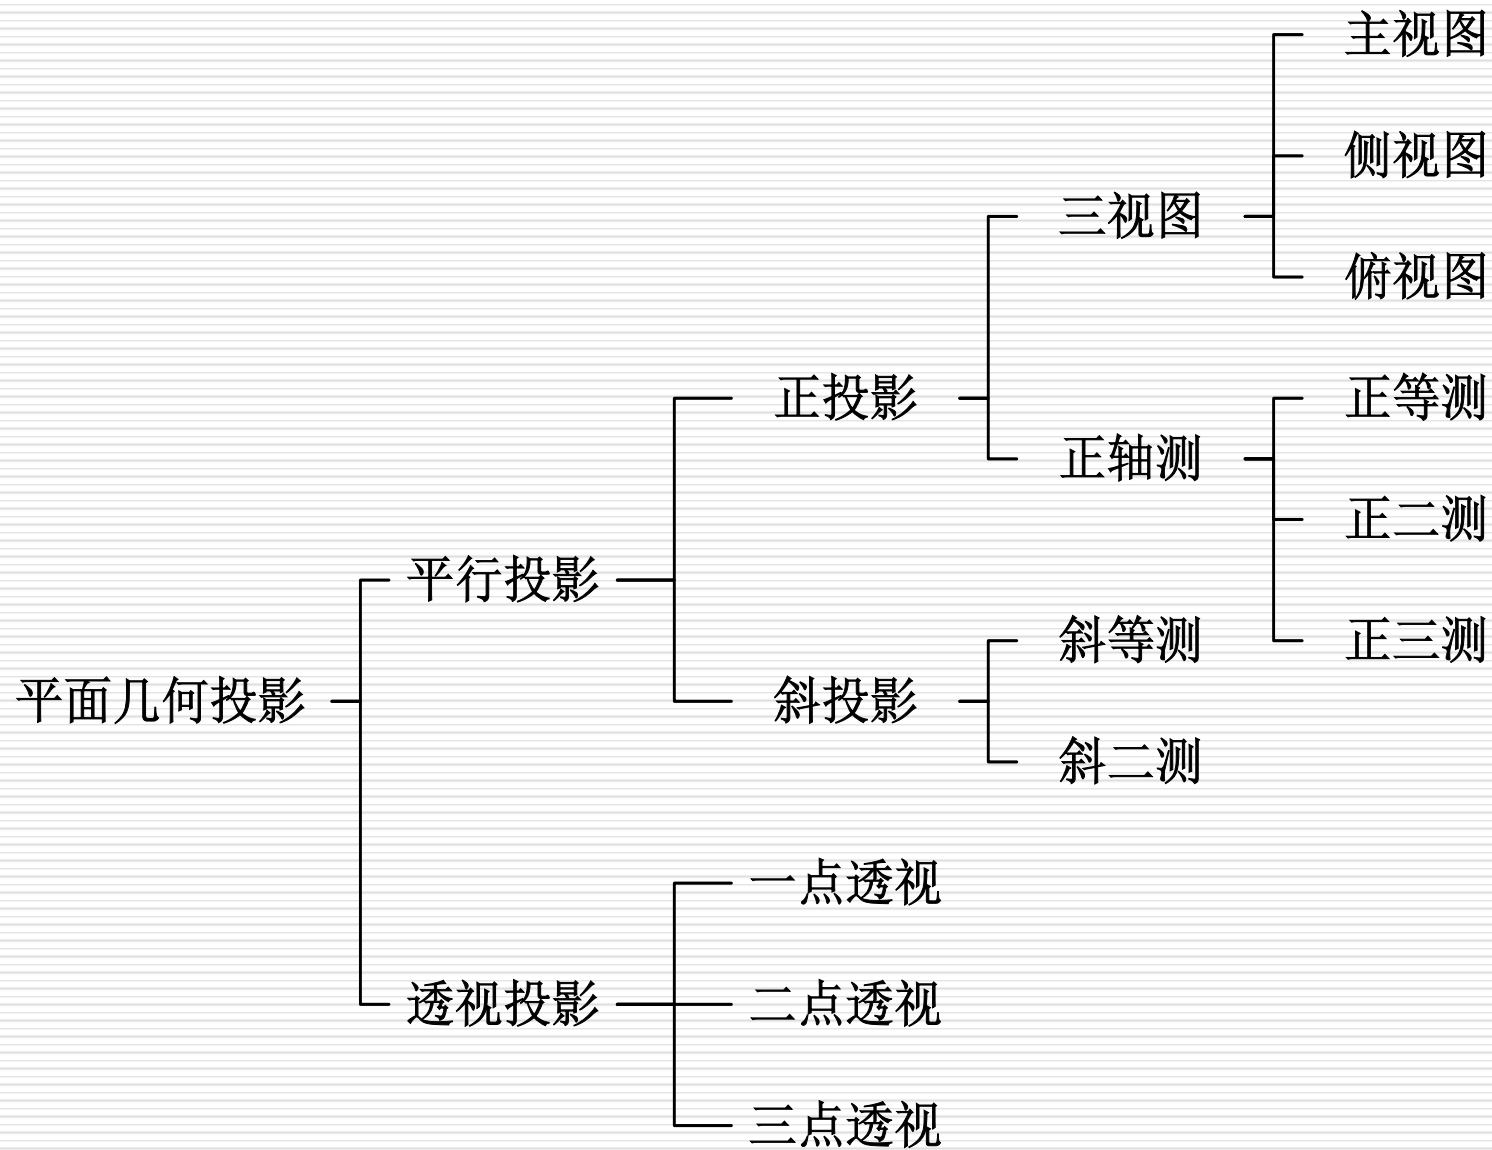 主视图
侧视图
三视图
俯视图
正投影
正等测
正轴测
正二测
平行投影
斜等测
正三测
平面几何投影
斜投影
斜二测
一点透视
透视投影
二点透视
三点透视